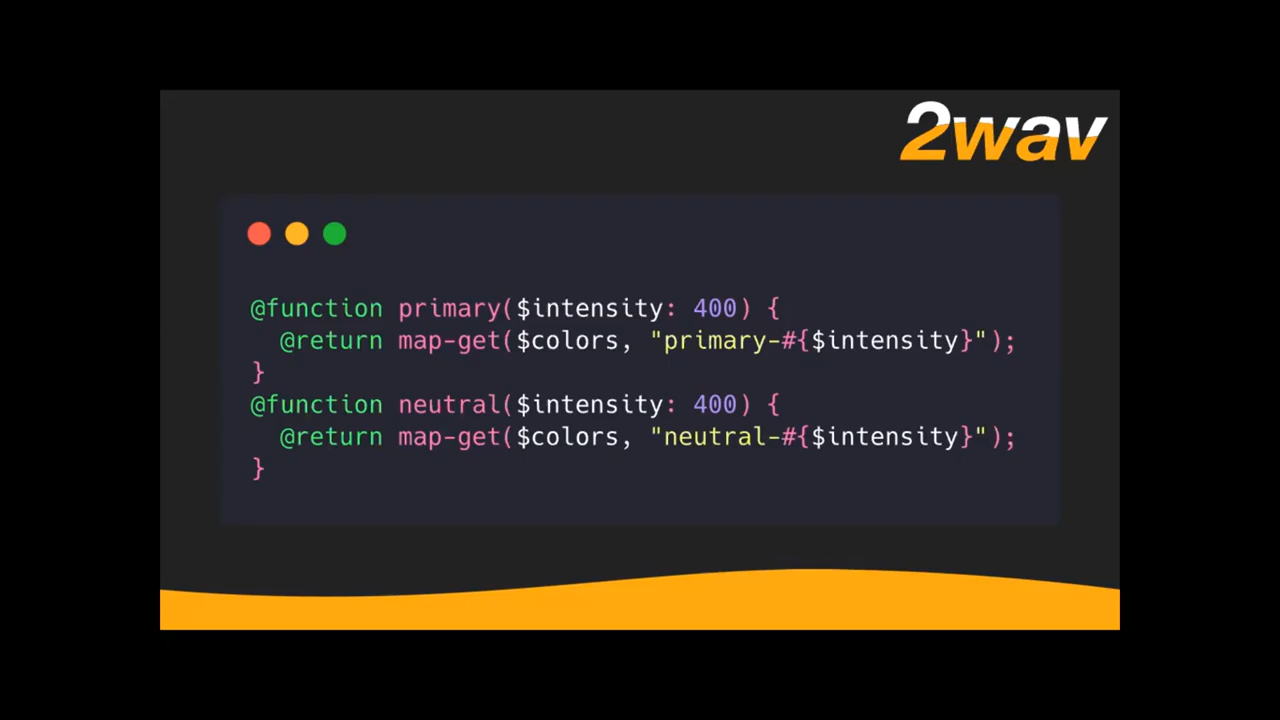 2wav
@function primary($intensity: 400) {
  @return map-get($colors, "primary-#{$intensity}");
}
@function neutral($intensity: 400) {
  @return map-get($colors, "neutral-#{$intensity}");
}